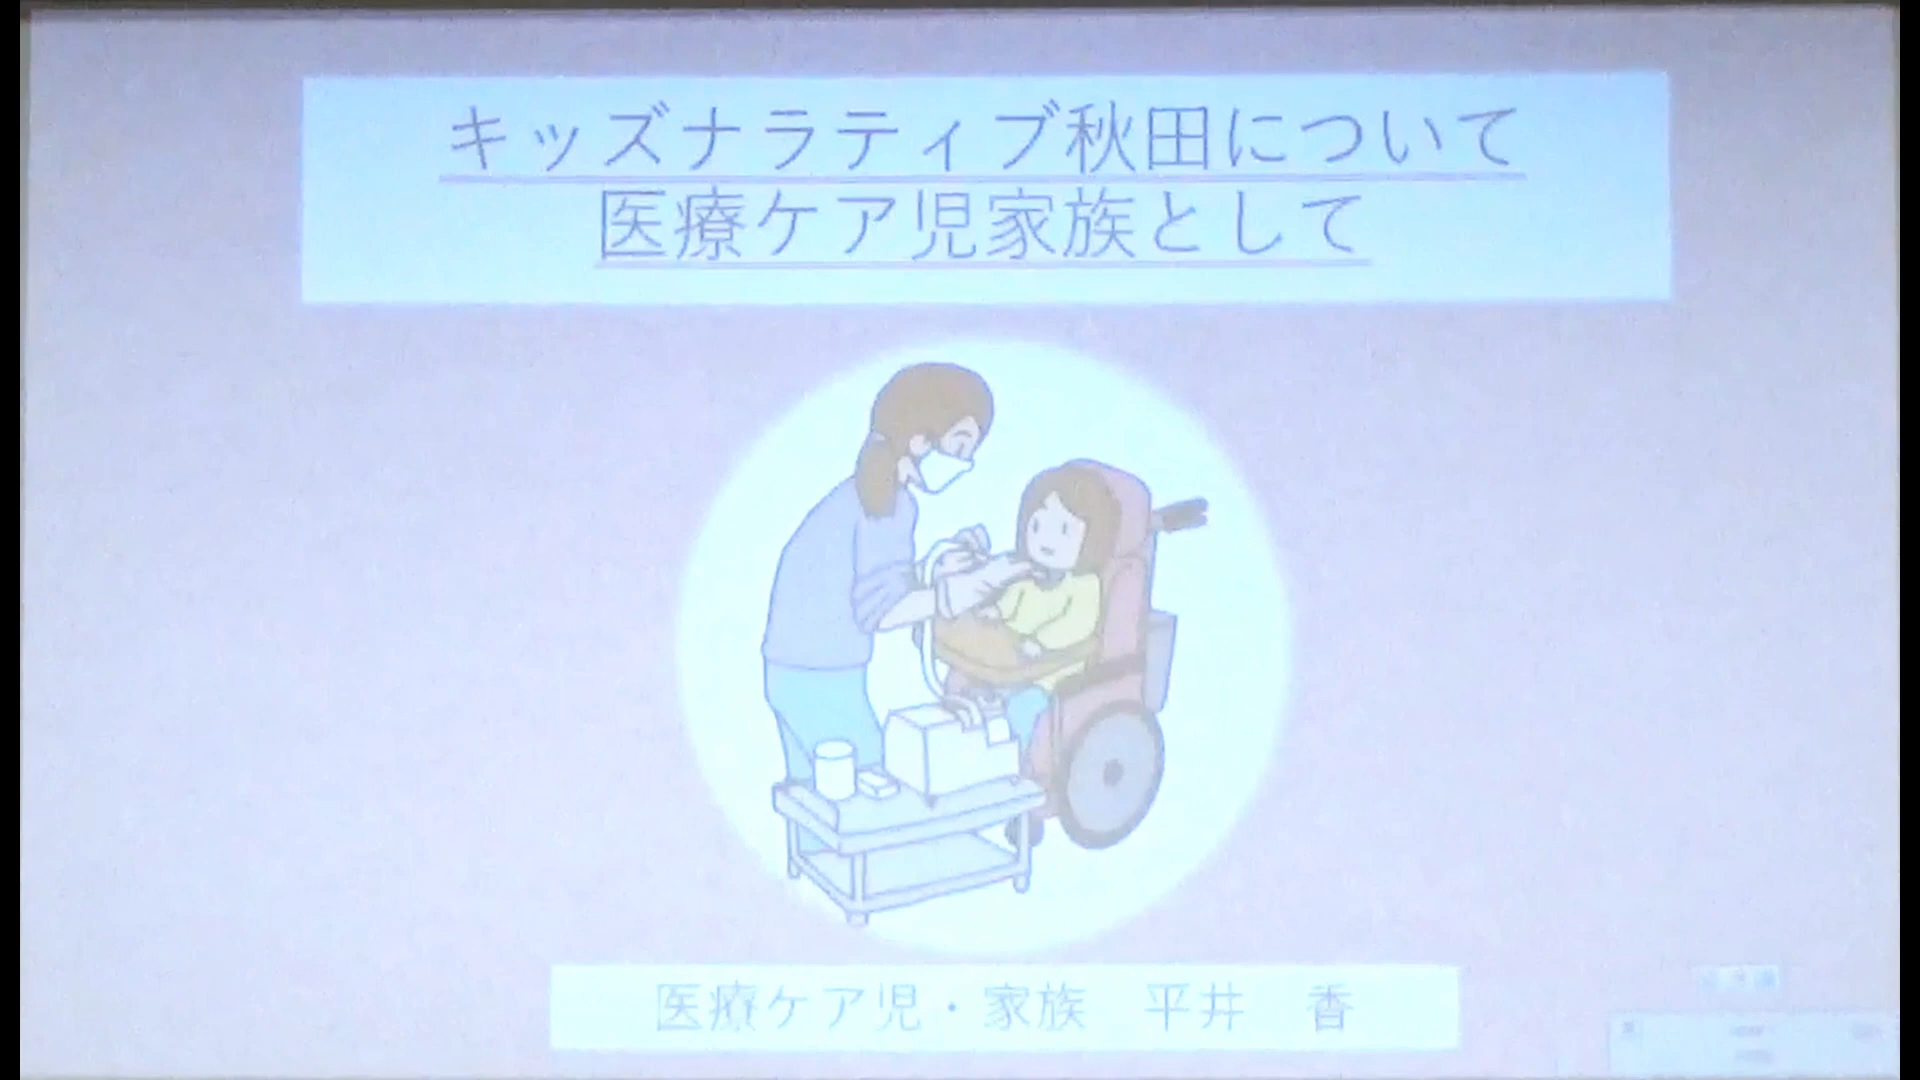 キッズナラティブ秋田について
医療ケア児家族として
医療ケア児・家族　平井　香